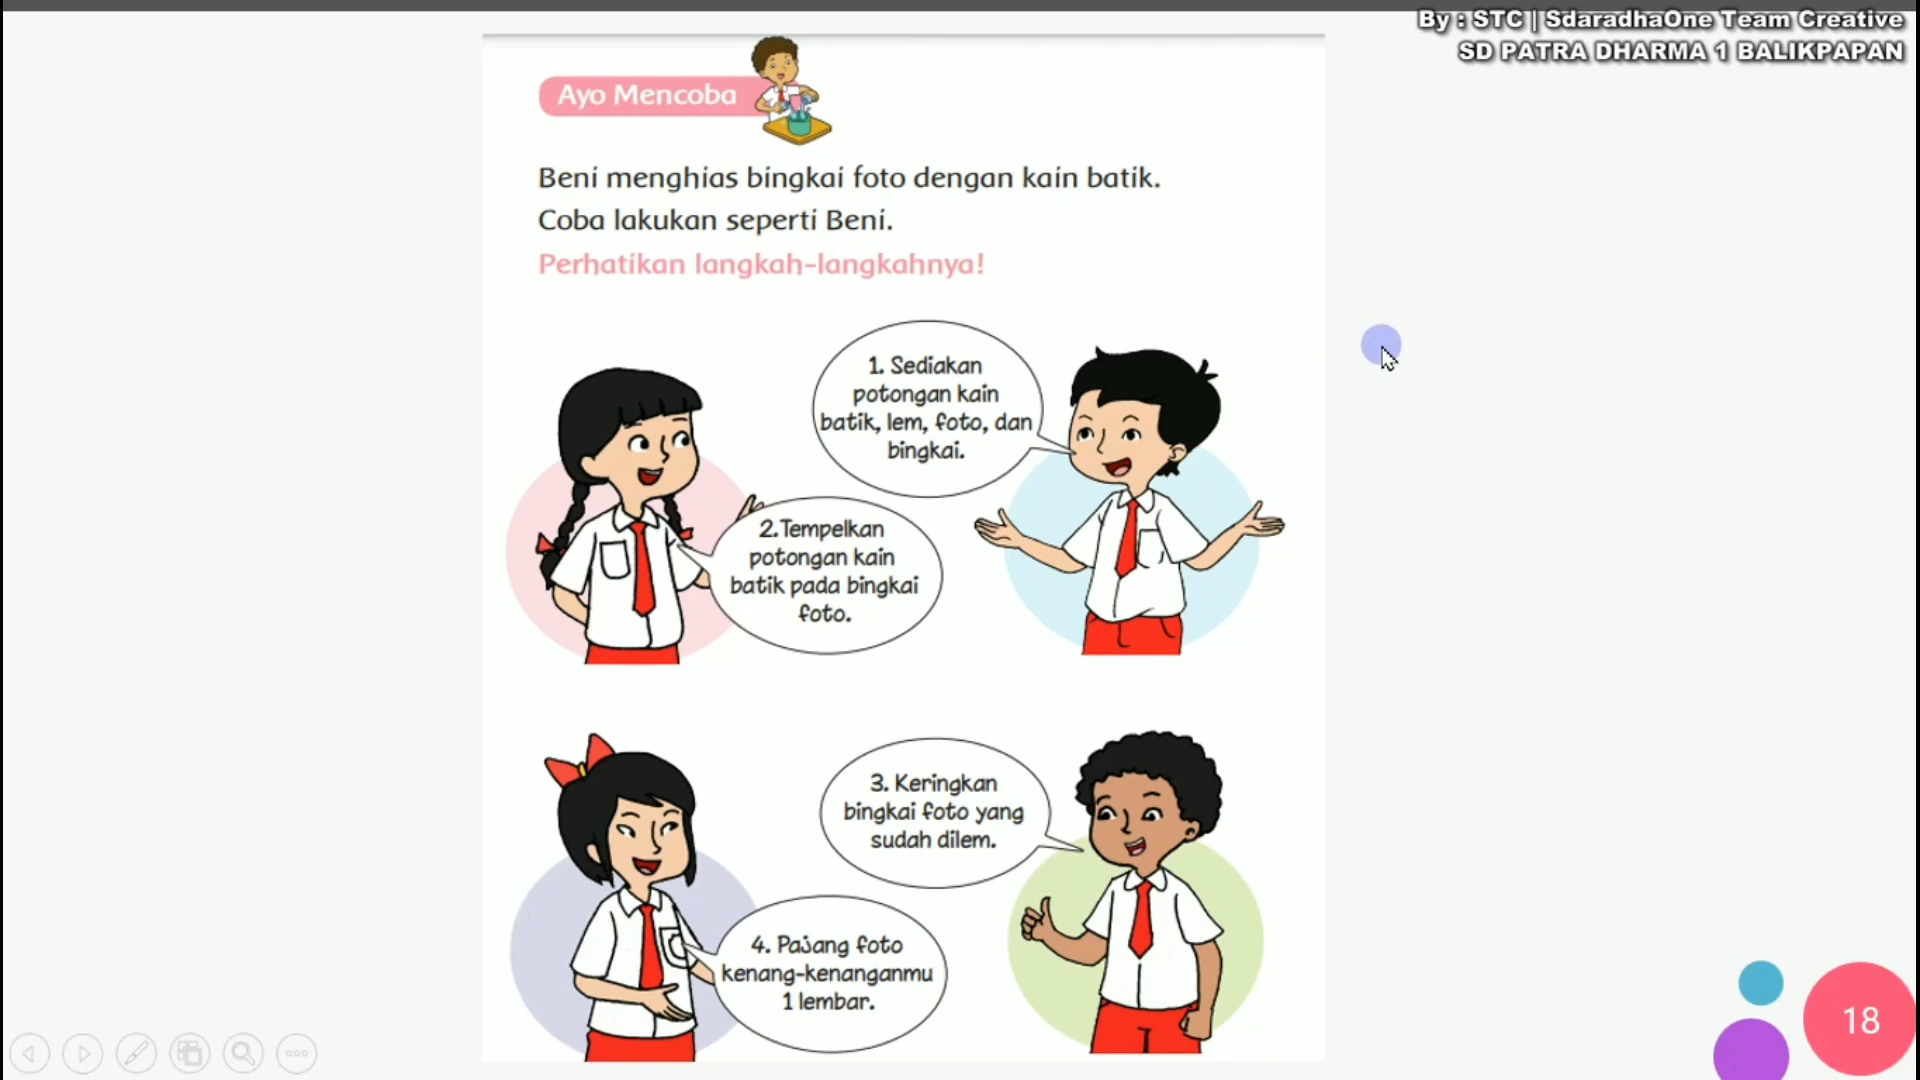 By : STC | SdaradhaOne Team Creative
SD PATRA DHARMA 1 BALIKPAPAN
Ayo Mencoba
Beni menghias bingkai foto dengan kain batik.
Coba lakukan seperti Beni.
Perhatikan langkah-langkahnya!
1. Sediakan
potongan kain
batik, lem, foto, dan
bingkai.
2.Tempelkan
potongan kain
batik pada bingkai
foto.
3. Keringkan
bingkai foto yang
sudah dilem.
4. Pajang foto
kenang-kenanganmu
1 lembar.
18